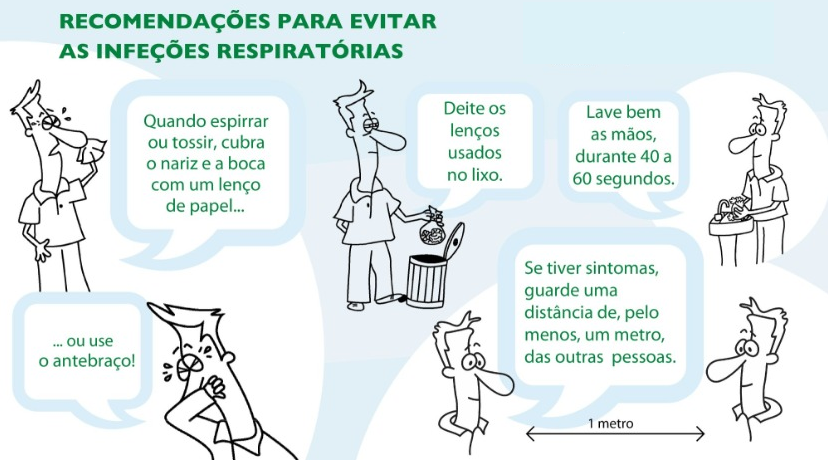 RECOMENDAÇÕES PARA EVITAR
AS INFEÇÕES RESPIRATÓRIAS
Quando espirrar
ou tossir, cubra
o nariz e a boca
com um lenço
de papel...
... ou use
o antebraço!
Deite os
lenços
usados
no lixo.
Lave bem
as mãos,
durante 40 a
60 segundos.
Se tiver sintomas,
guarde uma
distância de, pelo
menos, um metro,
das outras pessoas.
1 metro